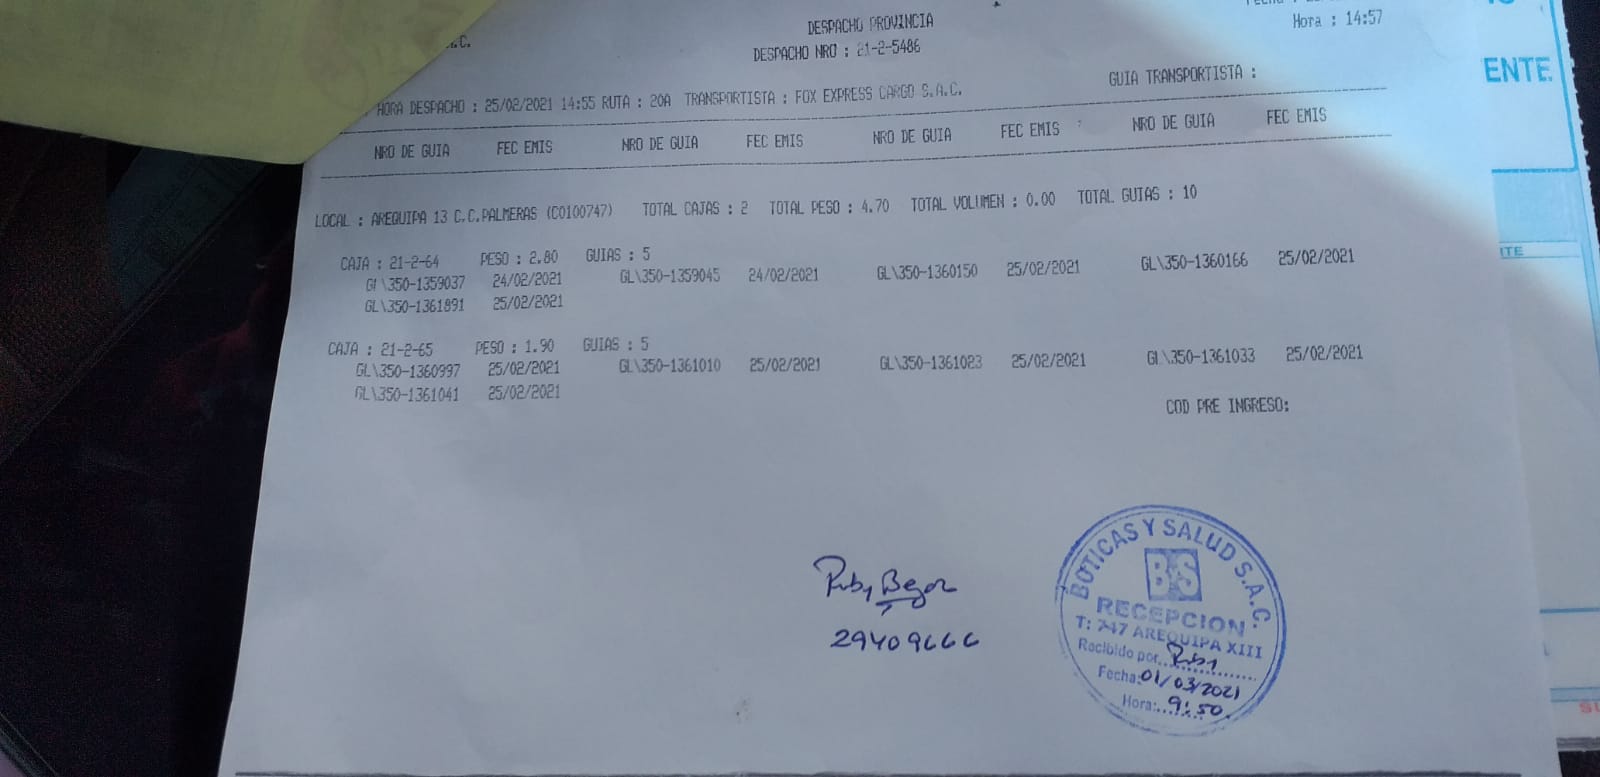 DESPACHO PROVINCIA
Hora : 14:57
DESPACHO NRO : 21-2-5486
GUIA TRANSPORTISTA :
HORA DESPACHO : 25/02/2021 14:55 RUTA : 20A TRANSPORTISTA : FOX EXPRESS CARGO S.A.C.
NRO DE GUIA FEC EMIS NRO DE GUIA FEC EMIS NRO DE GUIA FEC EMIS NRO DE GUIA FEC EMIS
LOCAL : AREQUIPA 13 C.C.PALMERAS (C0100747) TOTAL CAJAS : 2 TOTAL PESO : 4.70 TOTAL VOLUMEN : 0.00 TOTAL GUIAS : 10
CAJA : 21-2-64 PESO : 2.80 GUIAS : 5
GL\350-1359037 24/02/2021 GL\350-1359045 24/02/2021 GL\350-1360150 25/02/2021 GL\350-1360166 25/02/2021
GL\350-1361891 25/02/2021
CAJA : 21-2-65 PESO : 1.90 GUIAS : 5
GL\350-1360997 25/02/2021 GL\350-1361010 25/02/2021 GL\350-1361023 25/02/2021 GL\350-1361033 25/02/2021
GL\350-1361041 25/02/2021
COD PRE INGRESO:
29409666
BOTICAS Y SALUD S.A.C.
BS
RECEPCION
T: 747 AREQUIPA XIII
Recibido por Ruby
Fecha: 01/03/2021
Hora: 9:50
ENTE